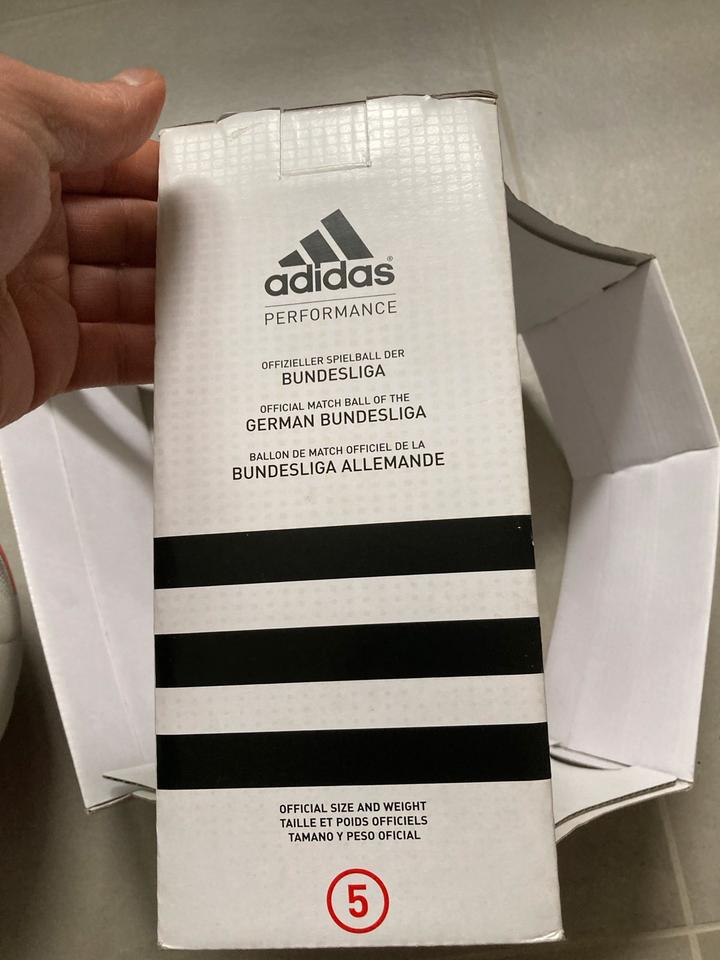 adidas®
PERFORMANCE
OFFIZIELLER SPIELBALL DER
BUNDESLIGA
OFFICIAL MATCH BALL OF THE
GERMAN BUNDESLIGA
BALLON DE MATCH OFFICIEL DE LA
BUNDESLIGA ALLEMANDE
OFFICIAL SIZE AND WEIGHT
TAILLE ET POIDS OFFICIELS
TAMANO Y PESO OFICIAL
5